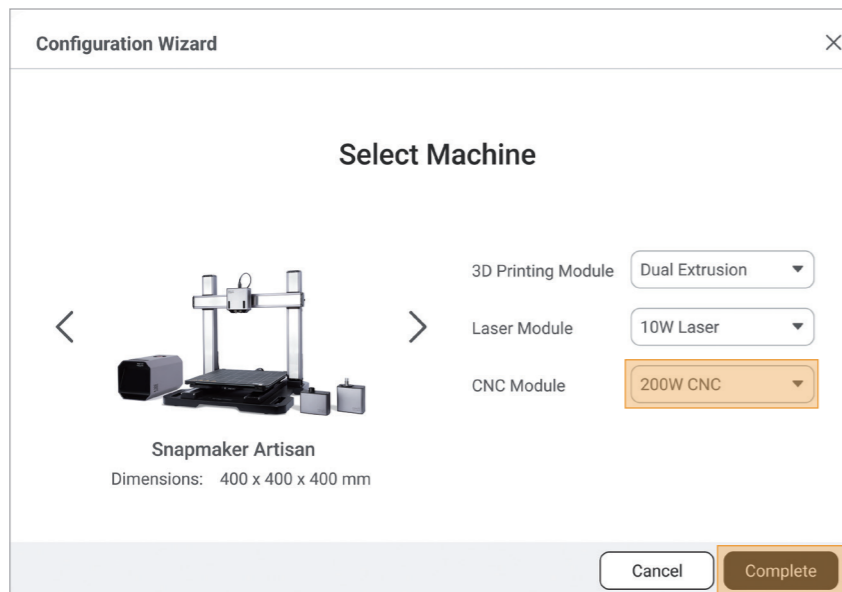 Configuration Wizard
Select Machine
3D Printing Module
Dual Extrusion
Laser Module
10W Laser
CNC Module
200W CNC
Snapmaker Artisan
Dimensions: 400 x 400 x 400 mm
Cancel
Complete